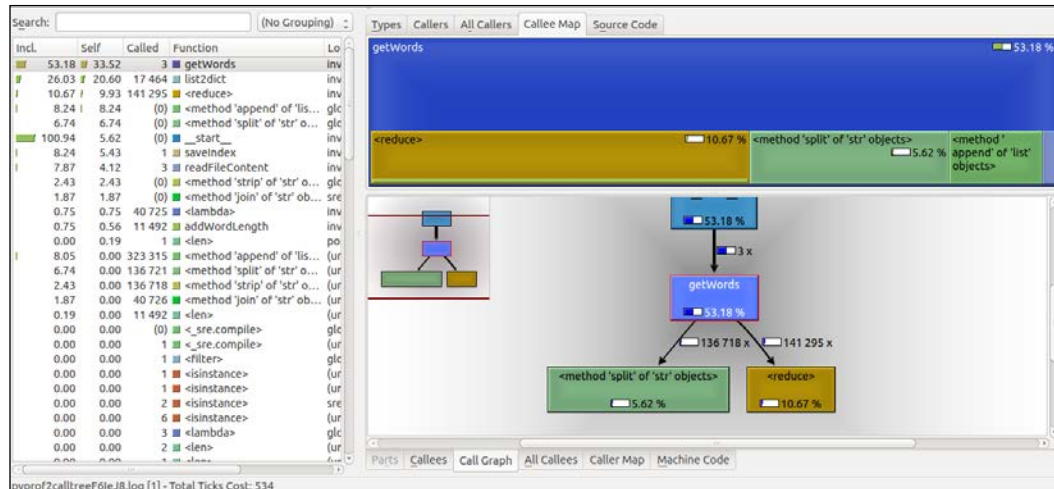 Search: (No Grouping)
Incl. Self Called Function Lo
53.18 33.52 3 getWords inv
26.03 20.60 17 464 list2dict inv
10.67 9.93 141 295 <reduce> inv
8.24 8.24 (0) <method 'append' of 'lis... glo
6.74 6.74 (0) <method 'split' of 'str' o... glo
100.94 5.62 (0) __start__ inv
8.24 5.43 1 saveIndex inv
7.87 4.12 3 readFileContent inv
2.43 2.43 (0) <method 'strip' of 'str' o... glo
1.87 1.87 (0) <method 'join' of 'str' ob... sre
0.75 0.75 40 725 <lambda> inv
0.75 0.56 11 492 addWordLength inv
0.00 0.19 1 <len> po
8.05 0.00 323 315 <method 'append' of 'lis... (ur
6.74 0.00 136 721 <method 'split' of 'str' o... (ur
2.43 0.00 136 718 <method 'strip' of 'str' o... (ur
1.87 0.00 40 726 <method 'join' of 'str' ob... (ur
0.19 0.00 11 492 <len> (ur
0.00 0.00 (0) <_sre.compile> glo
0.00 0.00 1 <_sre.compile> (ur
0.00 0.00 1 <filter> glo
0.00 0.00 1 <isinstance> (ur
0.00 0.00 1 <isinstance> (ur
0.00 0.00 2 <isinstance> sre
0.00 0.00 6 <isinstance> (ur
0.00 0.00 3 <lambda> glo
0.00 0.00 2 <len> (ur
0.00 0.00 2 <len> (ur
pyprof2calltreeF6IeJ8.log [1] - Total Ticks Cost: 534
Types Callers All Callers Callee Map Source Code
getWords 53.18 %
<reduce> 10.67 % <method 'split' of 'str' objects> 5.62 % <method '
append' of 'list'
objects>
53.18 %
3 x
getWords
53.18 %
136 718 x 141 295 x
<method 'split' of 'str' objects> <reduce>
5.62 % 10.67 %
Parts Callees Call Graph All Callees Caller Map Machine Code